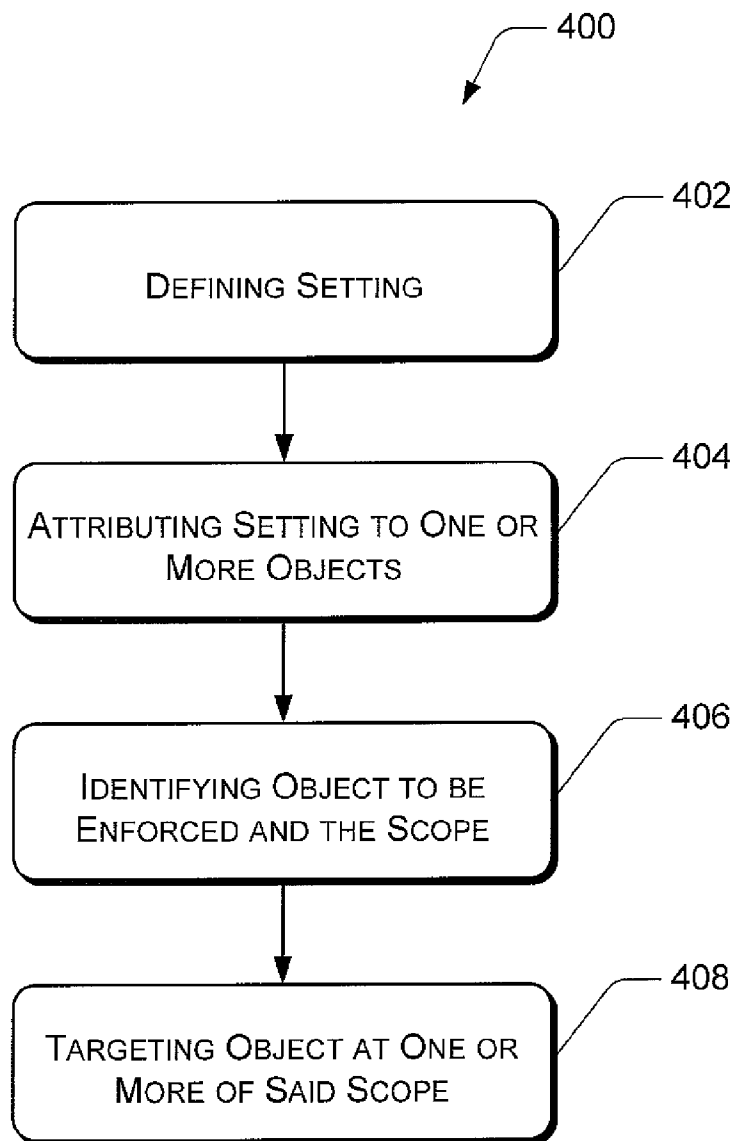 400
402
DEFINING SETTING
404
ATTRIBUTING SETTING TO ONE OR
MORE OBJECTS
406
IDENTIFYING OBJECT TO BE
ENFORCED AND THE SCOPE
408
TARGETING OBJECT AT ONE OR
MORE OF SAID SCOPE